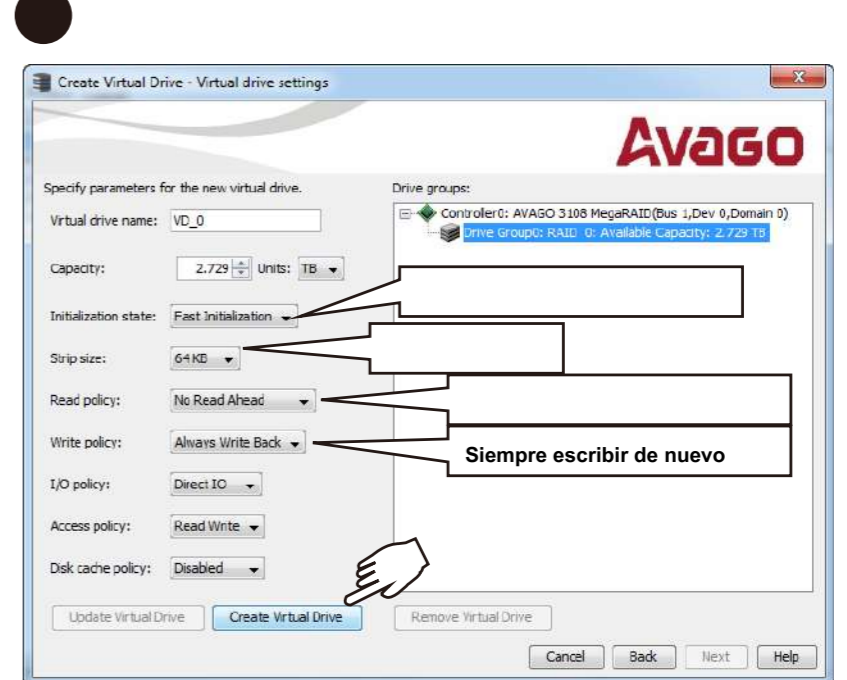 Create Virtual Drive - Virtual drive settings
AVAGO
Specify parameters for the new virtual drive.
Drive groups:
Virtual drive name: VD_0
Controller0: AVAGO 3108 MegaRAID(Bus 1,Dev 0,Domain 0)
Drive Group0: RAID 0: Available Capacity: 2.729 TB
Capacity: 2.729 Units: TB
Initialization state: Fast Initialization
Strip size: 64 KB
Read policy: No Read Ahead
Write policy: Always Write Back
Siempre escribir de nuevo
I/O policy: Direct IO
Access policy: Read Write
Disk cache policy: Disabled
Update Virtual Drive Create Virtual Drive Remove Virtual Drive
Cancel Back Next Help